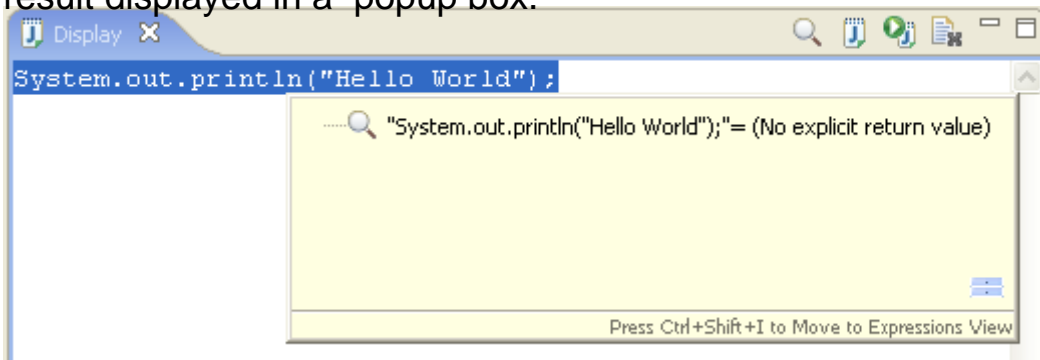 result displayed in a popup box.
Display
System.out.println("Hello World");
"System.out.println("Hello World");"= (No explicit return value)
Press Ctrl+Shift+I to Move to Expressions View